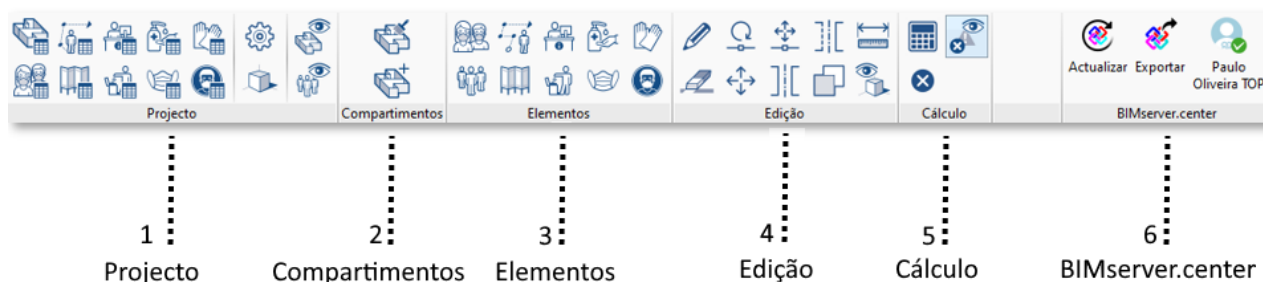 Actualizar Exportar Paulo
Oliveira TOP
Projecto Compartimentos Elementos Edição Cálculo BIMserver.center
1 2 3 4 5 6
Projecto Compartimentos Elementos Edição Cálculo BIMserver.center